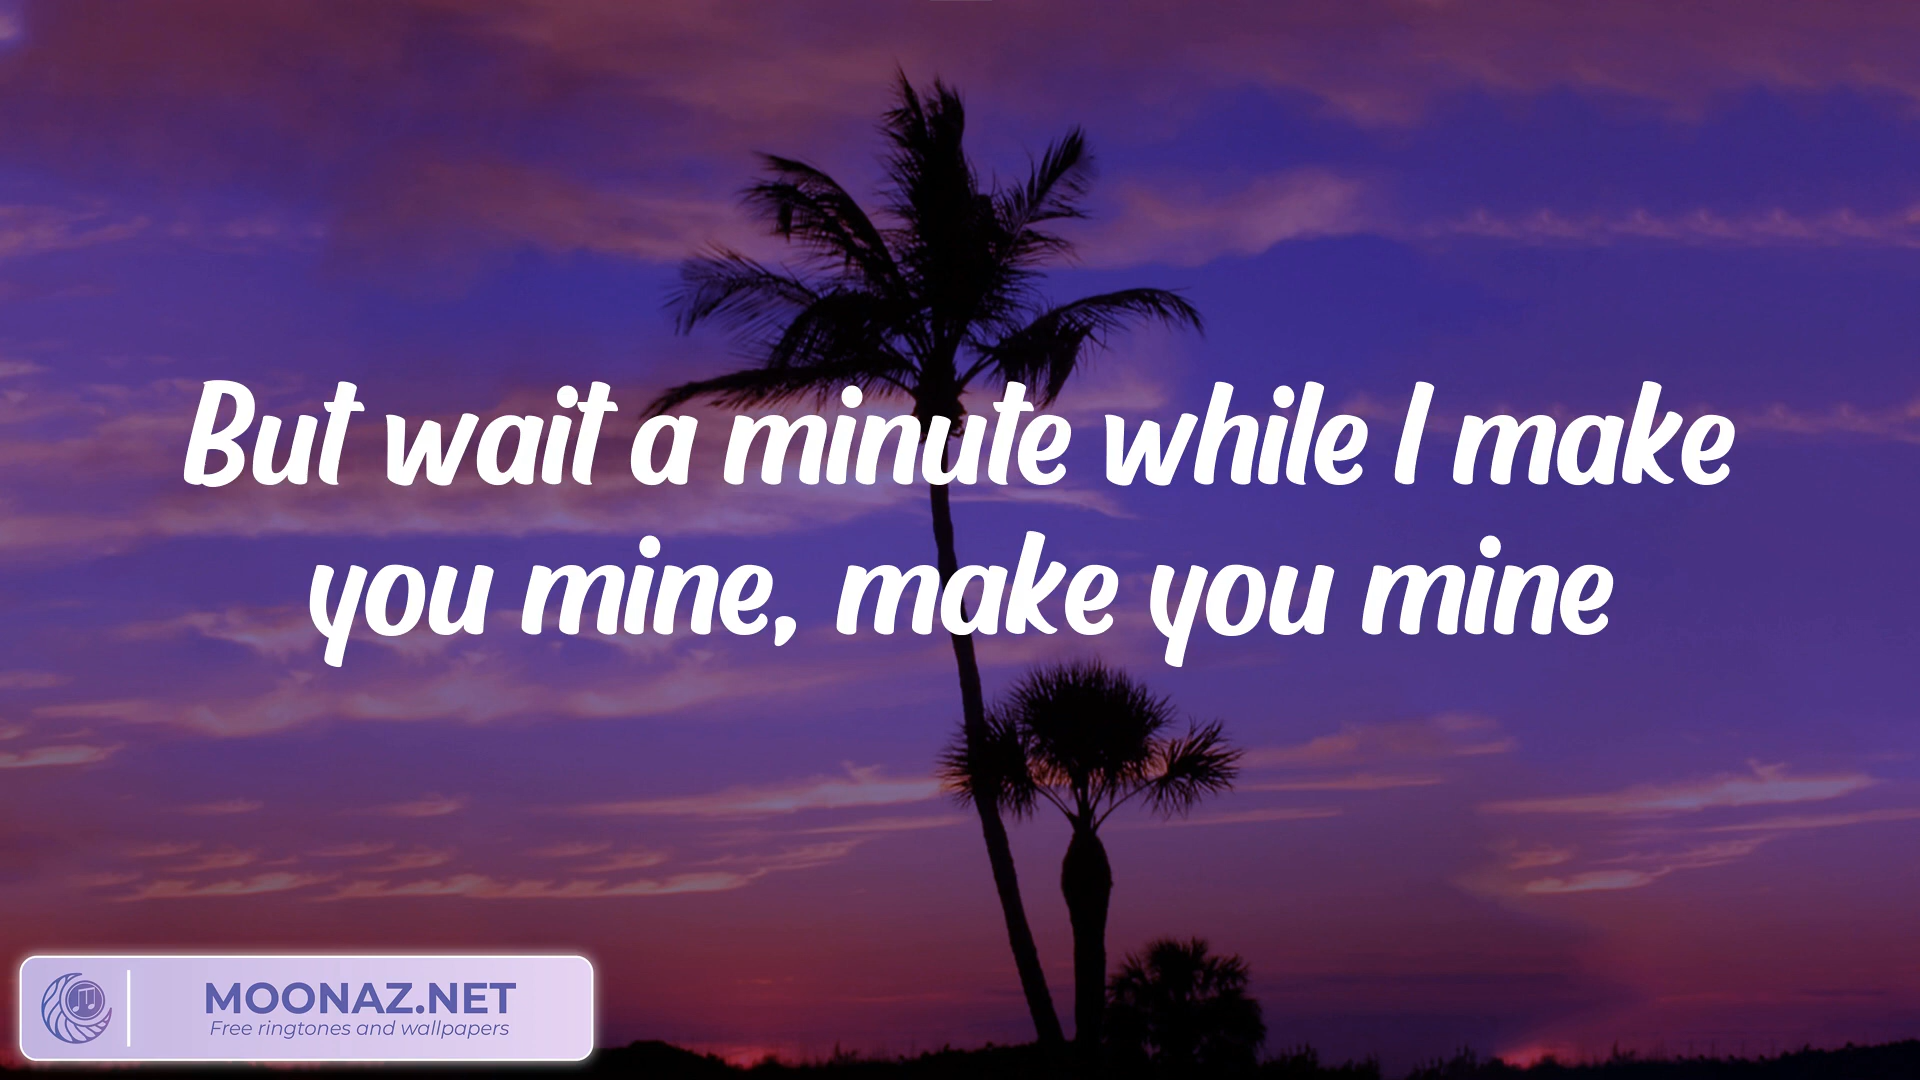 But wait a minute while I make
you mine, make you mine
MOONAZ.NET
Free ringtones and wallpapers